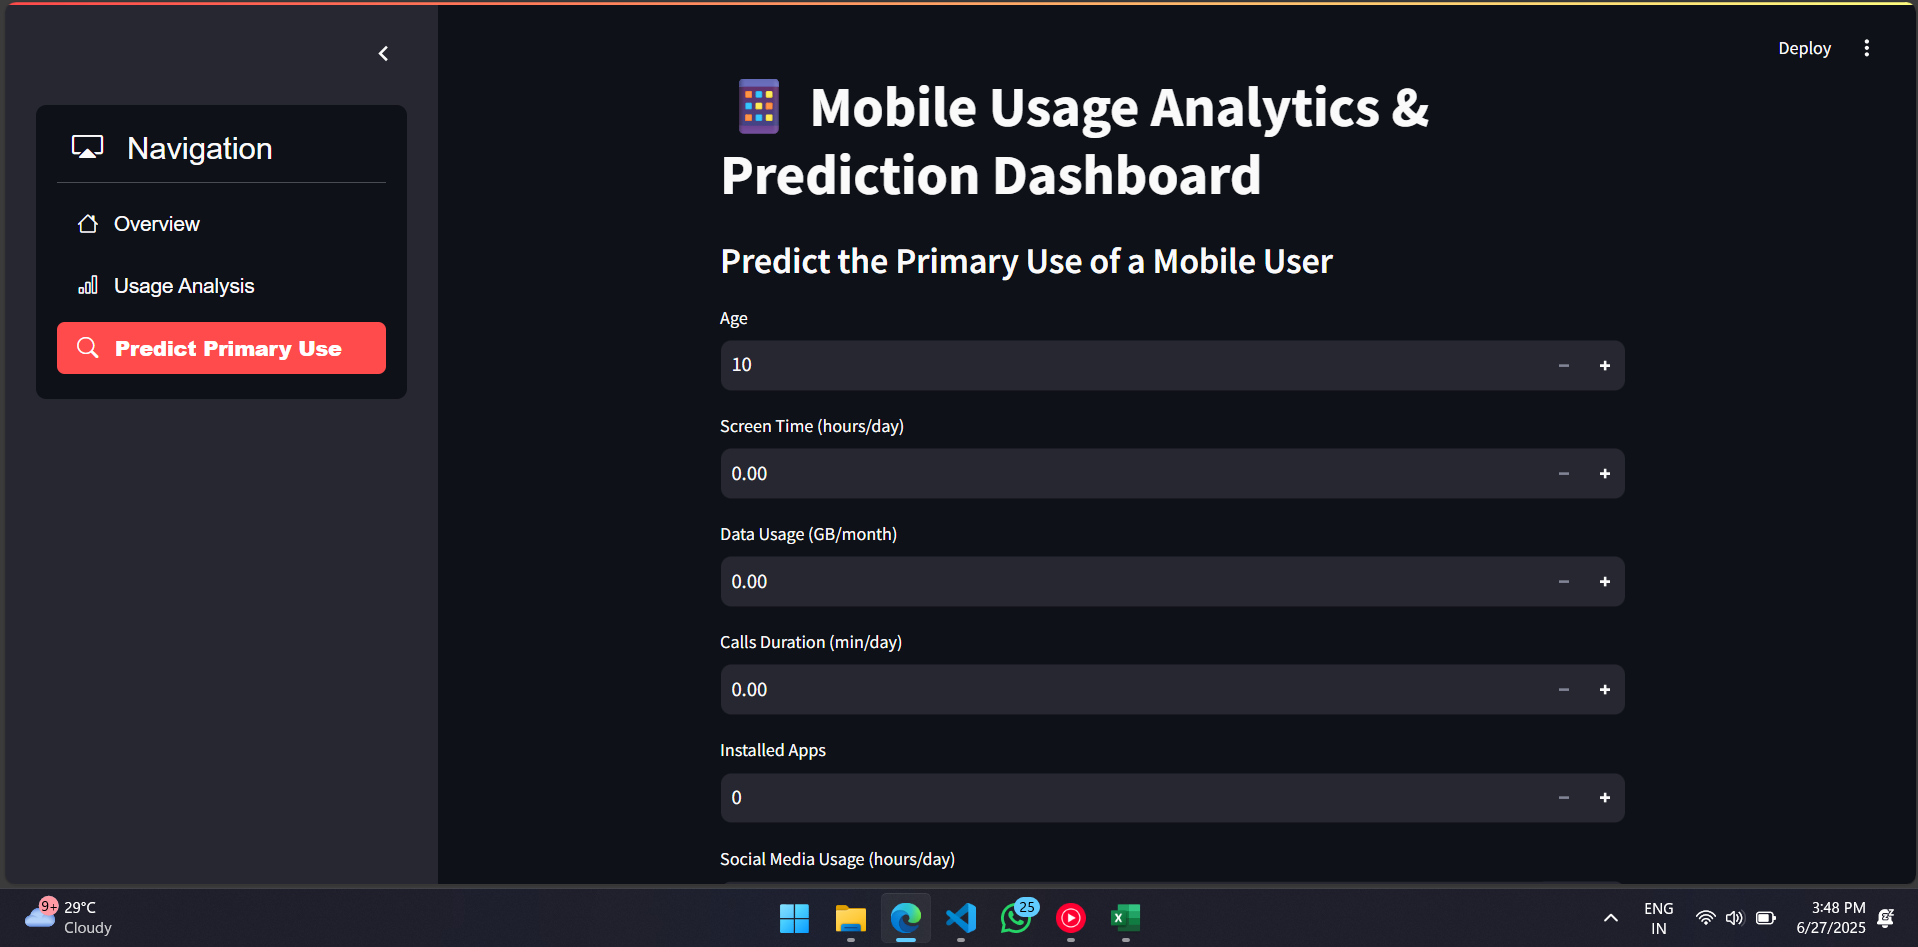 Deploy
Navigation
Overview
Usage Analysis
Predict Primary Use
Mobile Usage Analytics &
Prediction Dashboard
Predict the Primary Use of a Mobile User
Age
10
Screen Time (hours/day)
0.00
Data Usage (GB/month)
0.00
Calls Duration (min/day)
0.00
Installed Apps
0
Social Media Usage (hours/day)
9+
29°C
Cloudy
25
ENG
IN
3:48 PM
6/27/2025